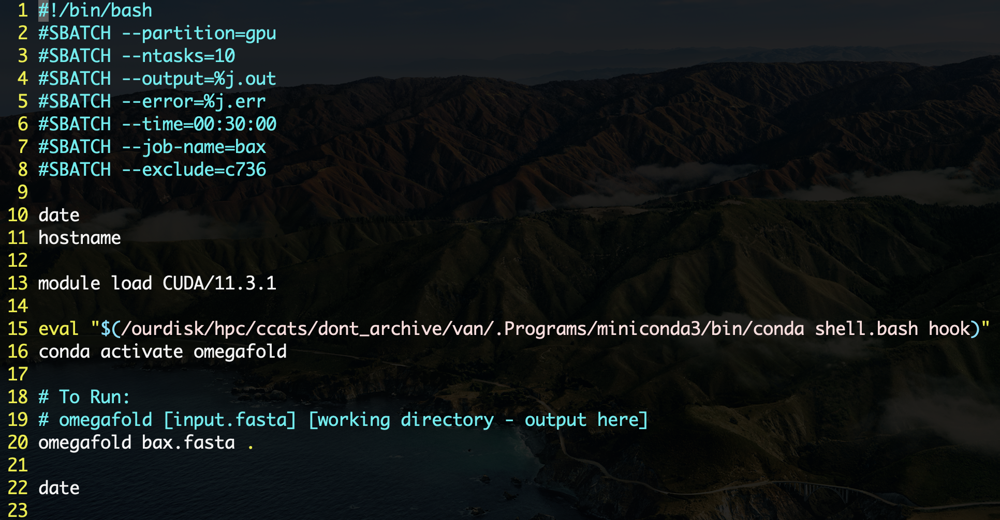 1 #!/bin/bash
2 #SBATCH --partition=gpu
3 #SBATCH --ntasks=10
4 #SBATCH --output=%j.out
5 #SBATCH --error=%j.err
6 #SBATCH --time=00:30:00
7 #SBATCH --job-name=bax
8 #SBATCH --exclude=c736
9
10 date
11 hostname
12
13 module load CUDA/11.3.1
14
15 eval "$(/ourdisk/hpc/ccats/dont_archive/van/.Programs/miniconda3/bin/conda shell.bash hook)"
16 conda activate omegafold
17
18 # To Run:
19 # omegafold [input.fasta] [working directory - output here]
20 omegafold bax.fasta .
21
22 date
23